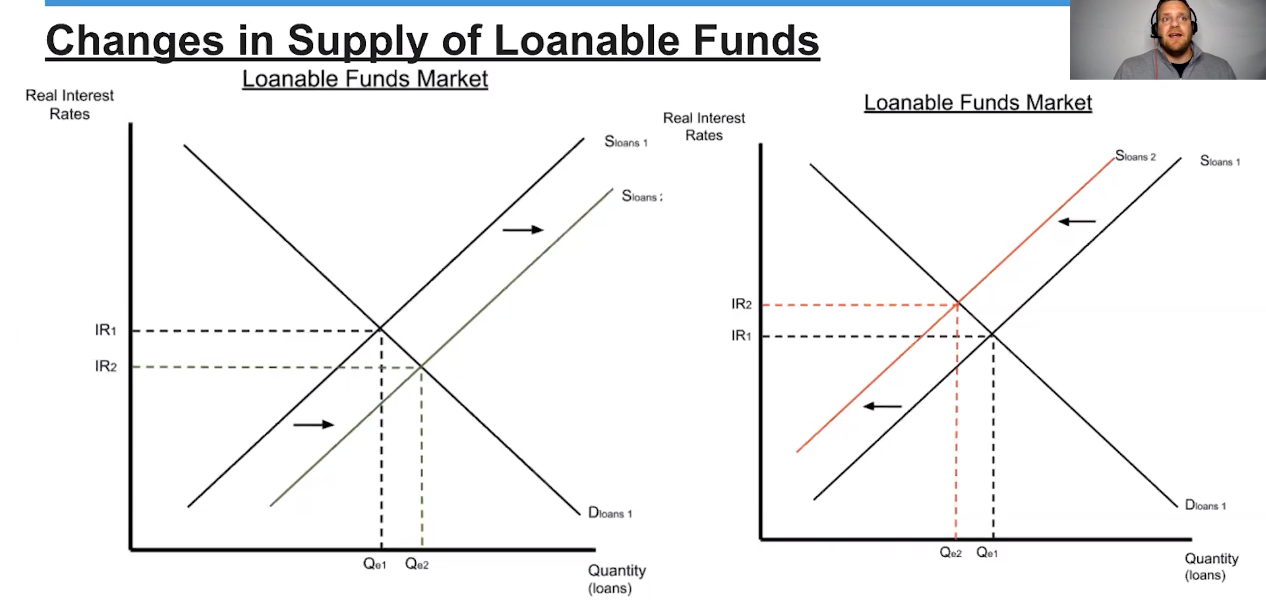 Changes in Supply of Loanable Funds
Loanable Funds Market
Real Interest
Rates
Sloans 1
Sloans 2
IR1
IR2
Dloans 1
Qe1 Qe2
Quantity
(loans)
Loanable Funds Market
Real Interest
Rates
Sloans 2
Sloans 1
IR2
IR1
Dloans 1
Qe2 Qe1
Quantity
(loans)